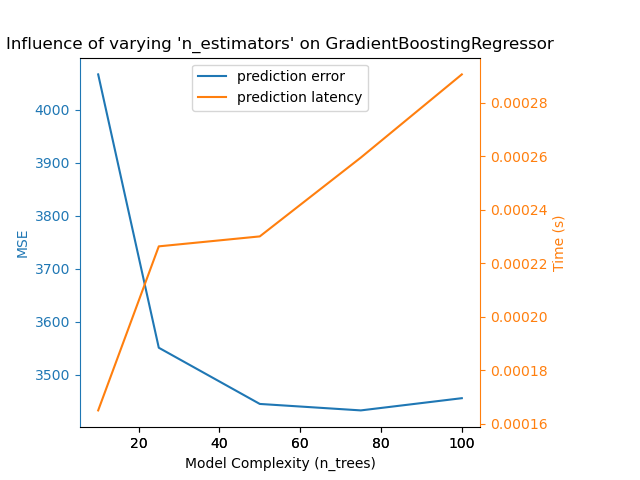 Influence of varying 'n_estimators' on GradientBoostingRegressor
prediction error
prediction latency
4000
3900
3800
3700
3600
3500
MSE
0.00028
0.00026
0.00024
0.00022
0.00020
0.00018
0.00016
Time (s)
20 40 60 80 100
Model Complexity (n_trees)